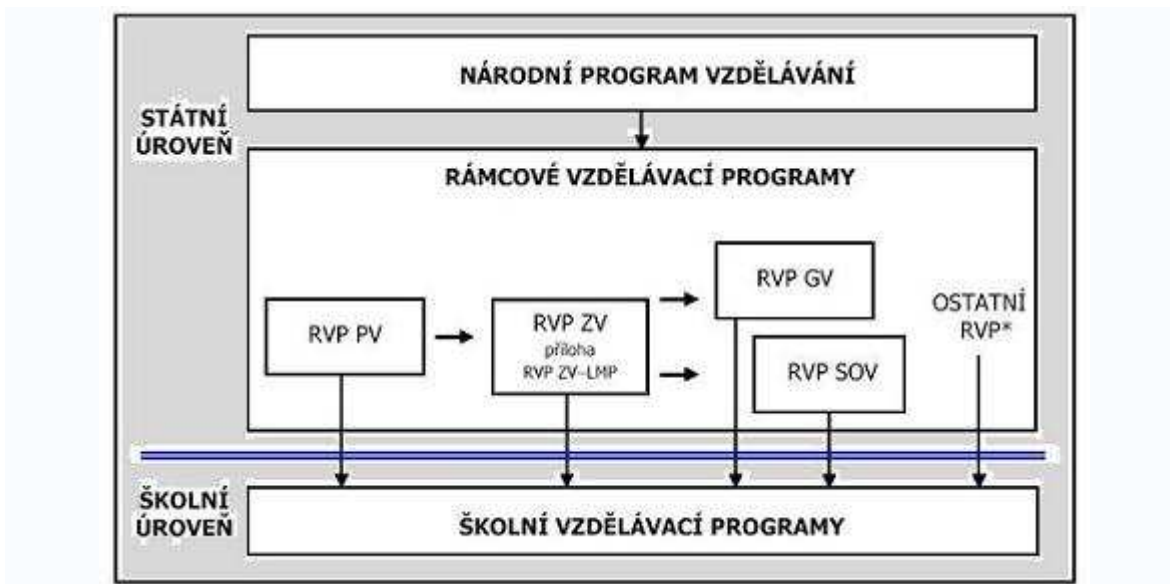 NÁRODNÍ PROGRAM VZDĚLÁVÁNÍ
STÁTNÍ
ÚROVEŇ
RÁMCOVÉ VZDĚLÁVACÍ PROGRAMY
RVP PV
RVP ZV
příloha
RVP ZV–LMP
RVP GV
RVP SOV
OSTATNÍ
RVP*
ŠKOLNÍ
ÚROVEŇ
ŠKOLNÍ VZDĚLÁVACÍ PROGRAMY